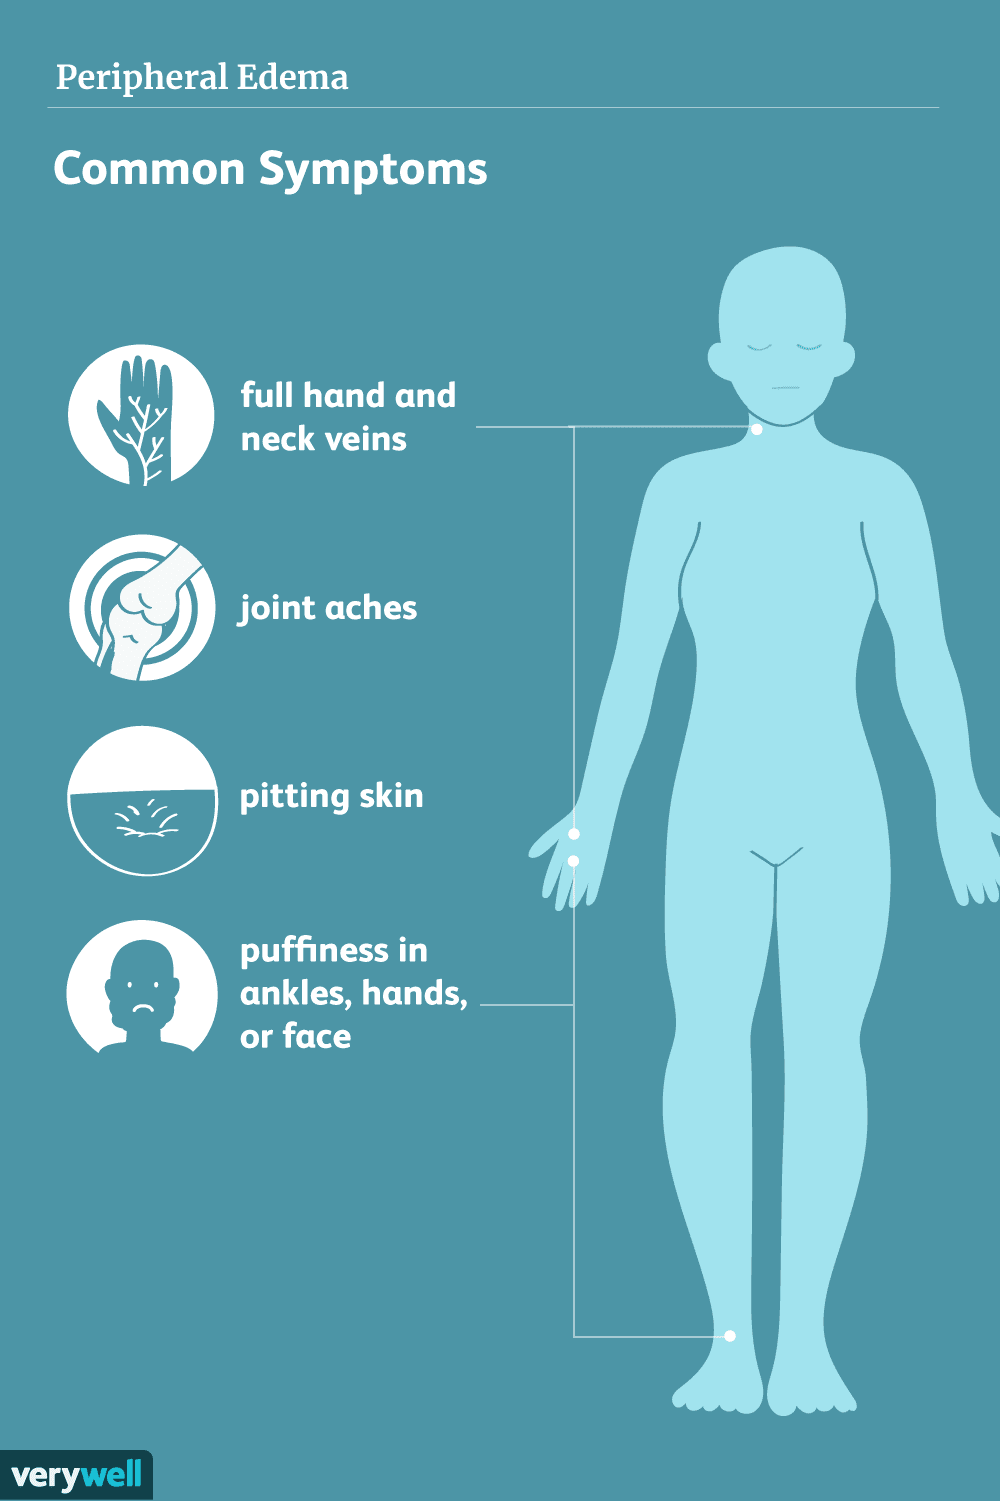 Peripheral Edema
Common Symptoms
full hand and
neck veins
joint aches
pitting skin
puffiness in
ankles, hands,
or face
verywell